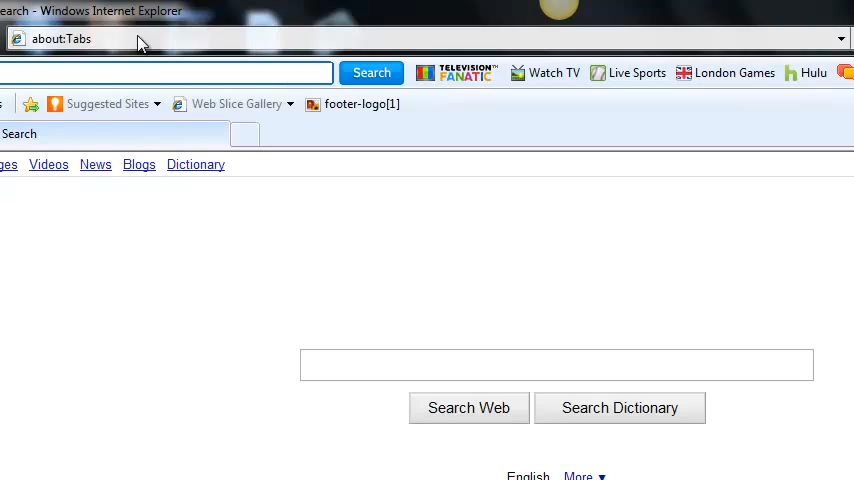 earch - Windows Internet Explorer
about:Tabs
Search TELEVISION FANATIC Watch TV Live Sports London Games Hulu
s Suggested Sites ▾ Web Slice Gallery ▾ footer-logo[1]
Search
ges Videos News Blogs Dictionary
Search Web Search Dictionary
English More ▼